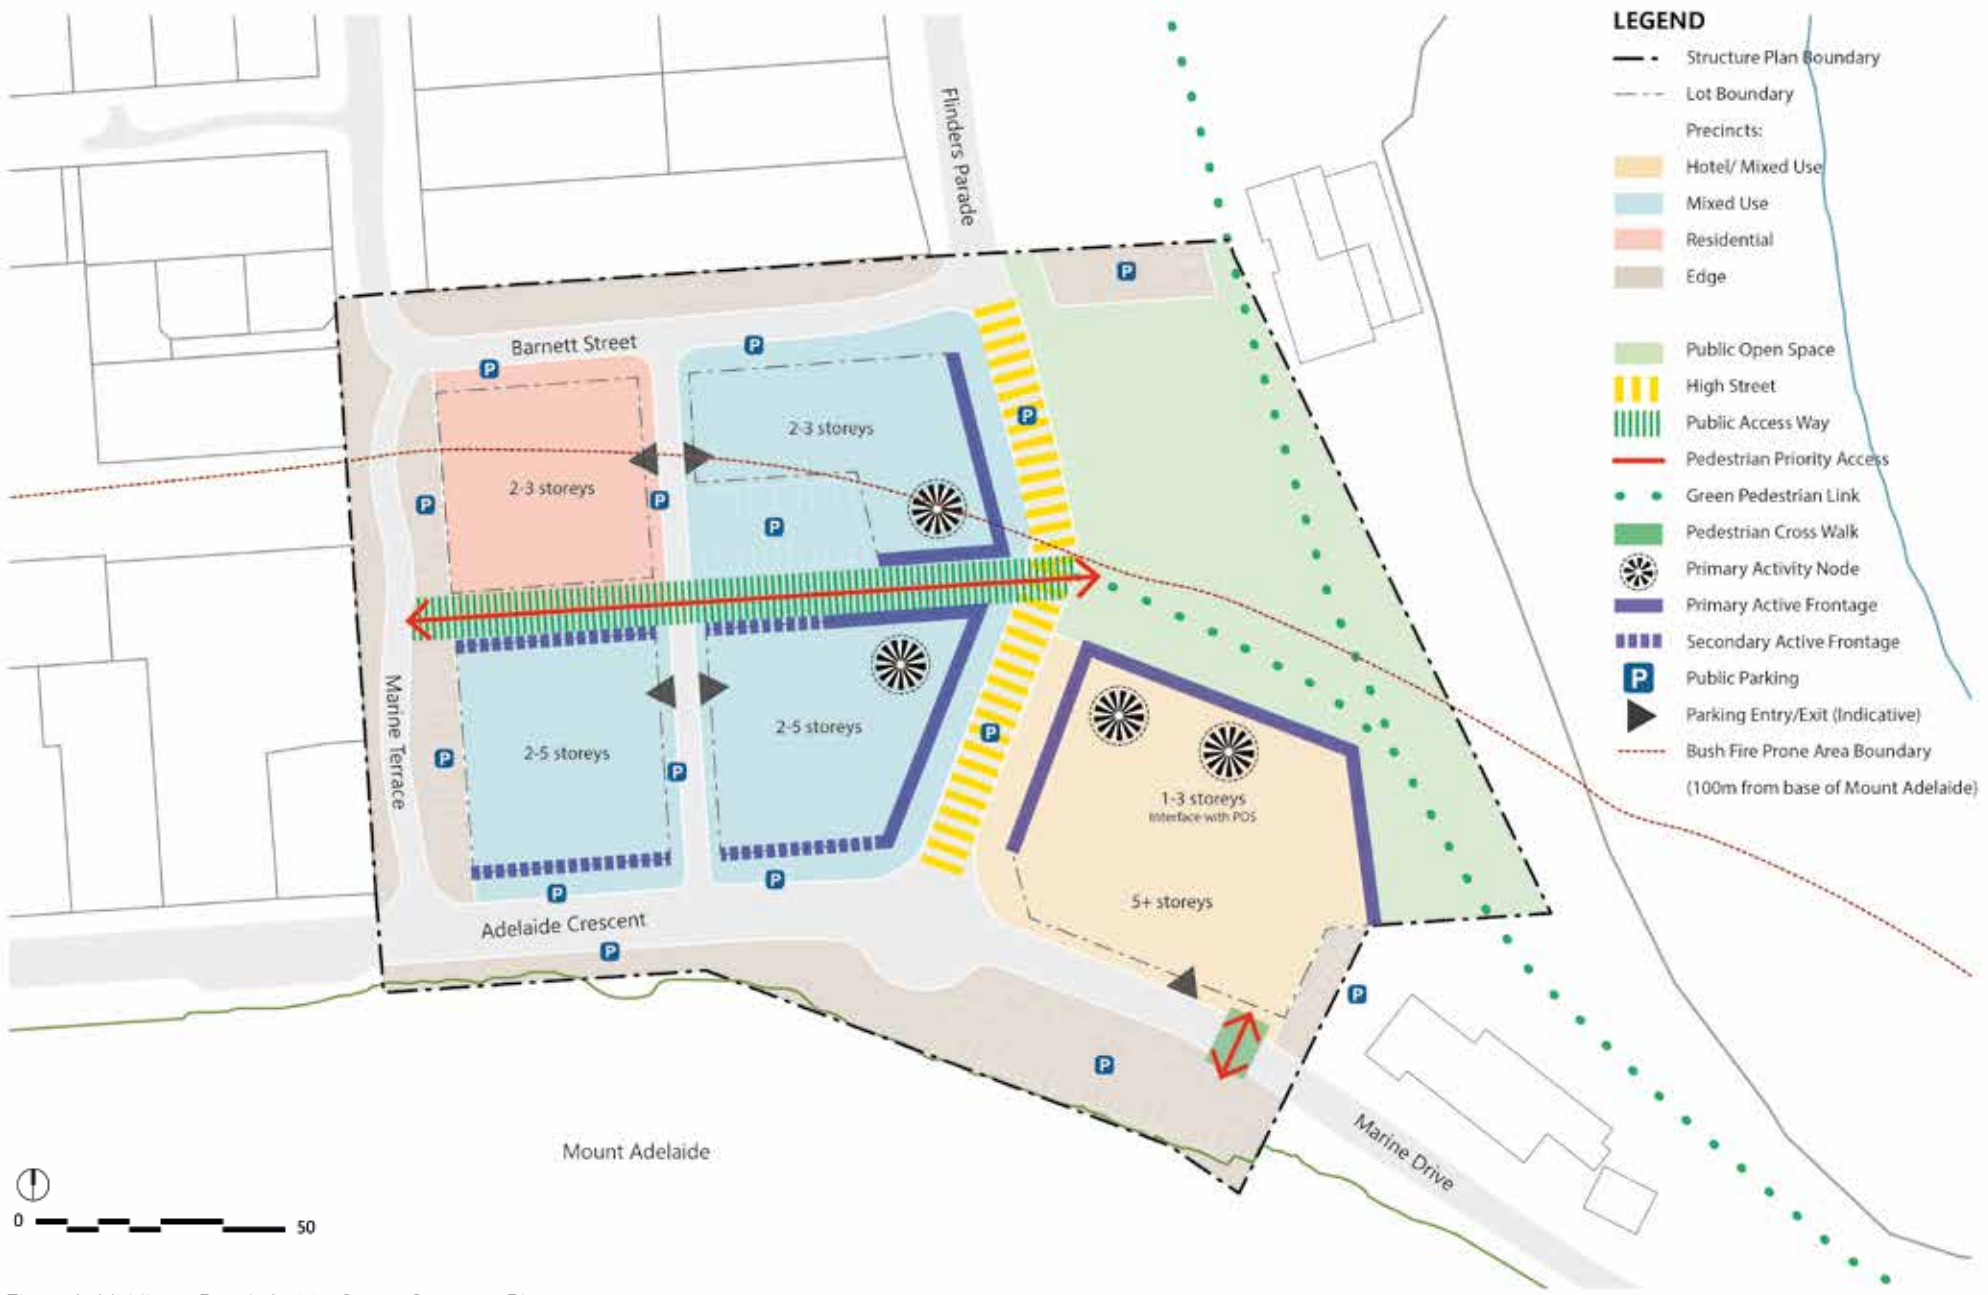 LEGEND
Structure Plan Boundary
Lot Boundary
Precincts:
Hotel/ Mixed Use
Mixed Use
Residential
Edge
Public Open Space
High Street
Public Access Way
Pedestrian Priority Access
Green Pedestrian Link
Pedestrian Cross Walk
Primary Activity Node
Primary Active Frontage
Secondary Active Frontage
P
Public Parking
Parking Entry/Exit (Indicative)
Bush Fire Prone Area Boundary
(100m from base of Mount Adelaide)
Flinders Parade
P
Barnett Street
P
P
P
2-3 storeys
2-3 storeys
P
P
P
Marine Terrace
2-5 storeys
2-5 storeys
P
P
P
1-3 storeys
Interface with POS
5+ storeys
P
P
Adelaide Crescent
P
P
P
Marine Drive
Mount Adelaide
0
50